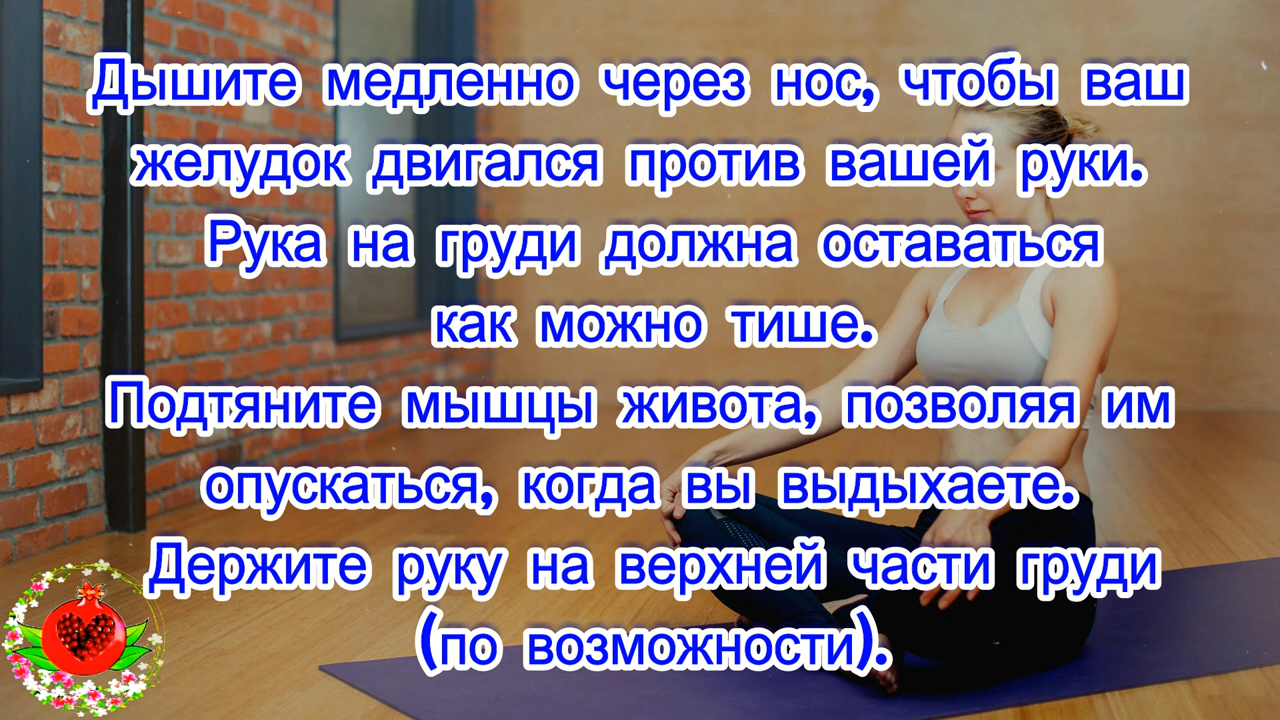 Дышите медленно через нос, чтобы ваш
желудок двигался против вашей руки.
Рука на груди должна оставаться
как можно тише.
Подтяните мышцы живота, позволяя им
опускаться, когда вы выдыхаете.
Держите руку на верхней части груди
(по возможности).